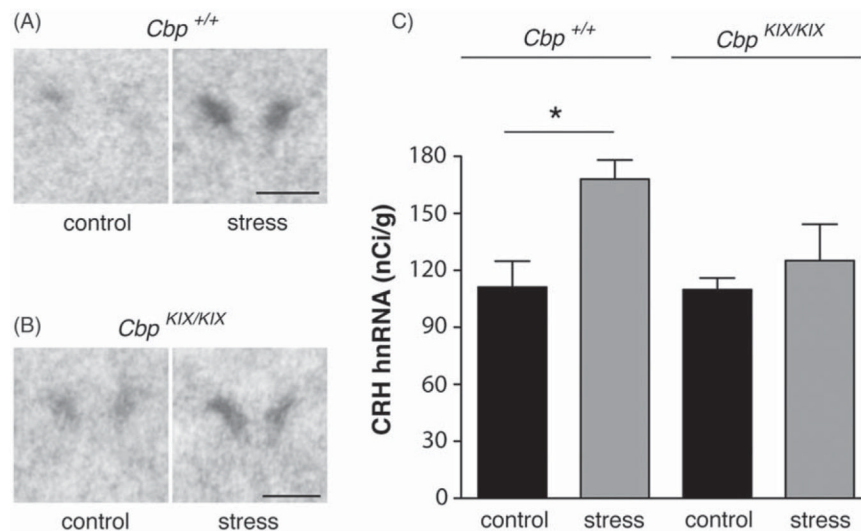 (A)
Cbp +/+
control stress
(B)
Cbp KIX/KIX
control stress
C)
Cbp +/+ Cbp KIX/KIX
*
CRH hnRNA (nCi/g)
180
150
120
90
60
30
0
control stress control stress